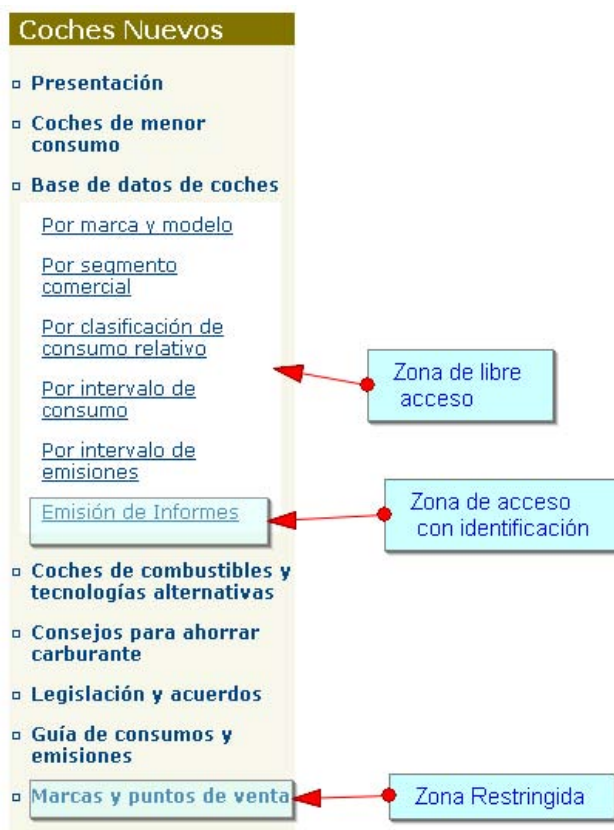 Coches Nuevos
Presentación
Coches de menor
consumo
Base de datos de coches
Por marca y modelo
Por segmento
comercial
Por clasificación de
consumo relativo
Por intervalo de
consumo
Por intervalo de
emisiones
Emisión de Informes
Coches de combustibles y
tecnologías alternativas
Consejos para ahorrar
carburante
Legislación y acuerdos
Guía de consumos y
emisiones
Marcas y puntos de venta
Zona de libre
acceso
Zona de acceso
con identificación
Zona Restringida